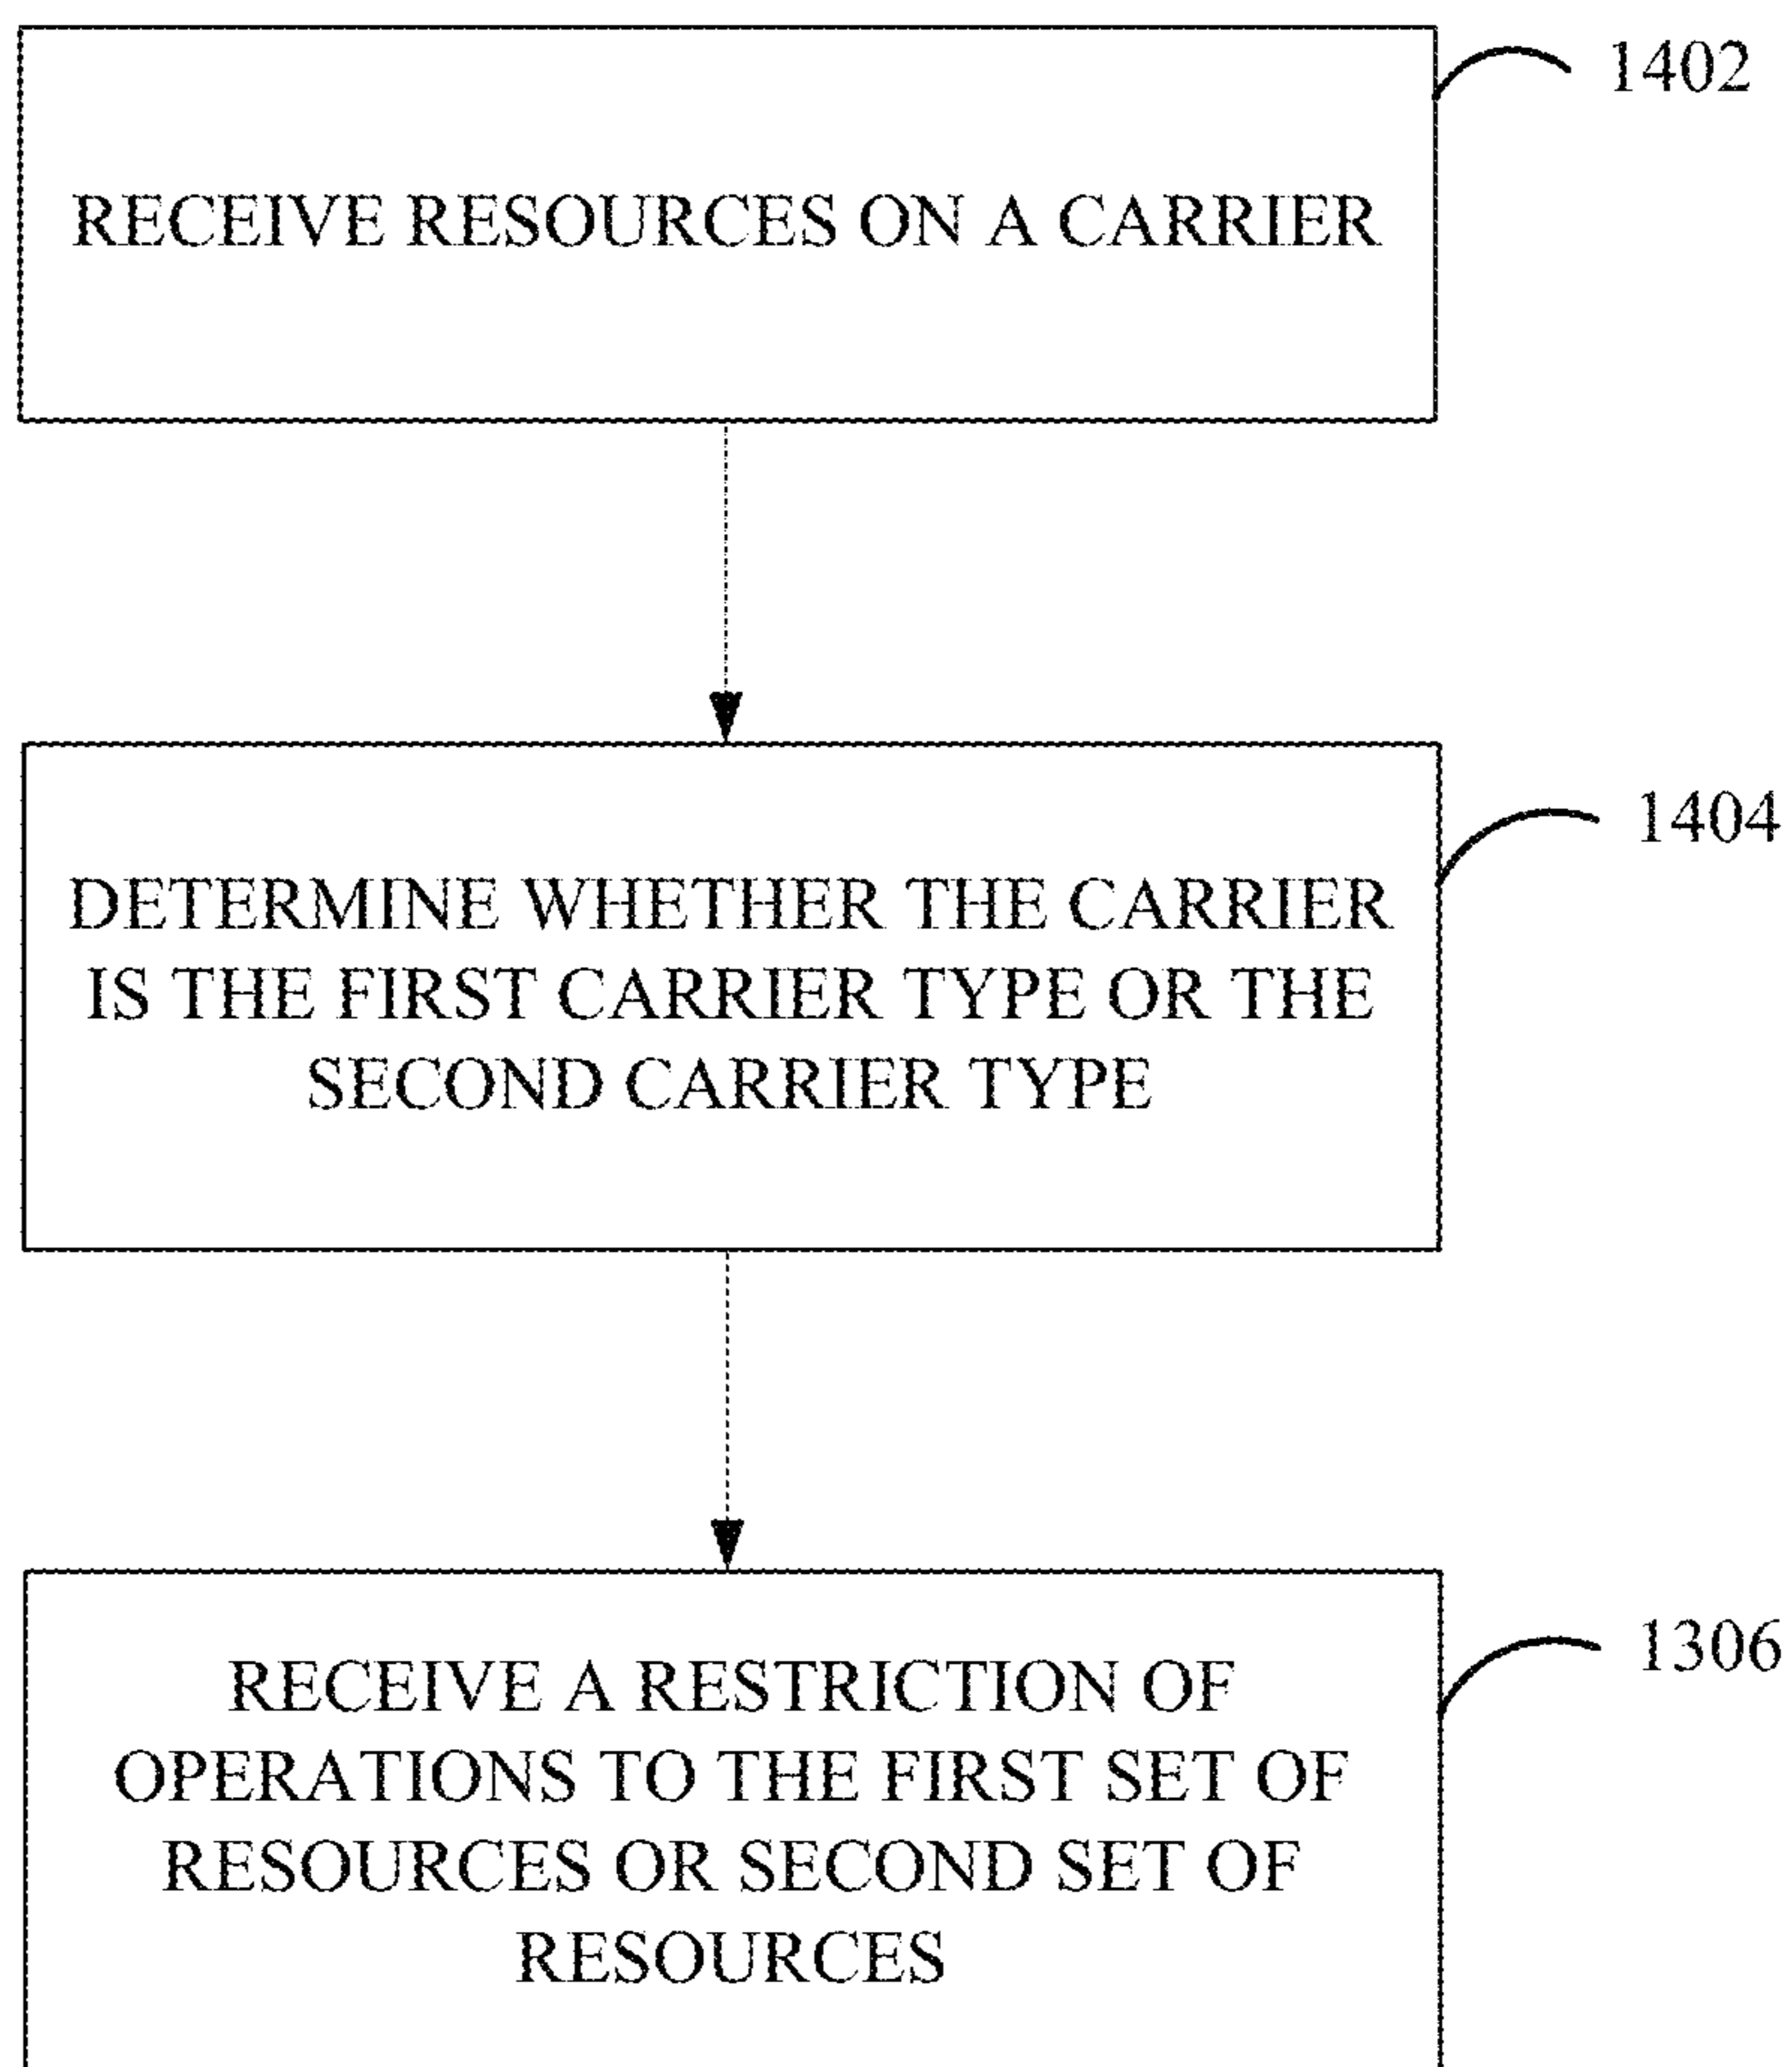 1402
RECEIVE RESOURCES ON A CARRIER
1404
DETERMINE WHETHER THE CARRIER
IS THE FIRST CARRIER TYPE OR THE
SECOND CARRIER TYPE
1306
RECEIVE A RESTRICTION OF
OPERATIONS TO THE FIRST SET OF
RESOURCES OR SECOND SET OF
RESOURCES